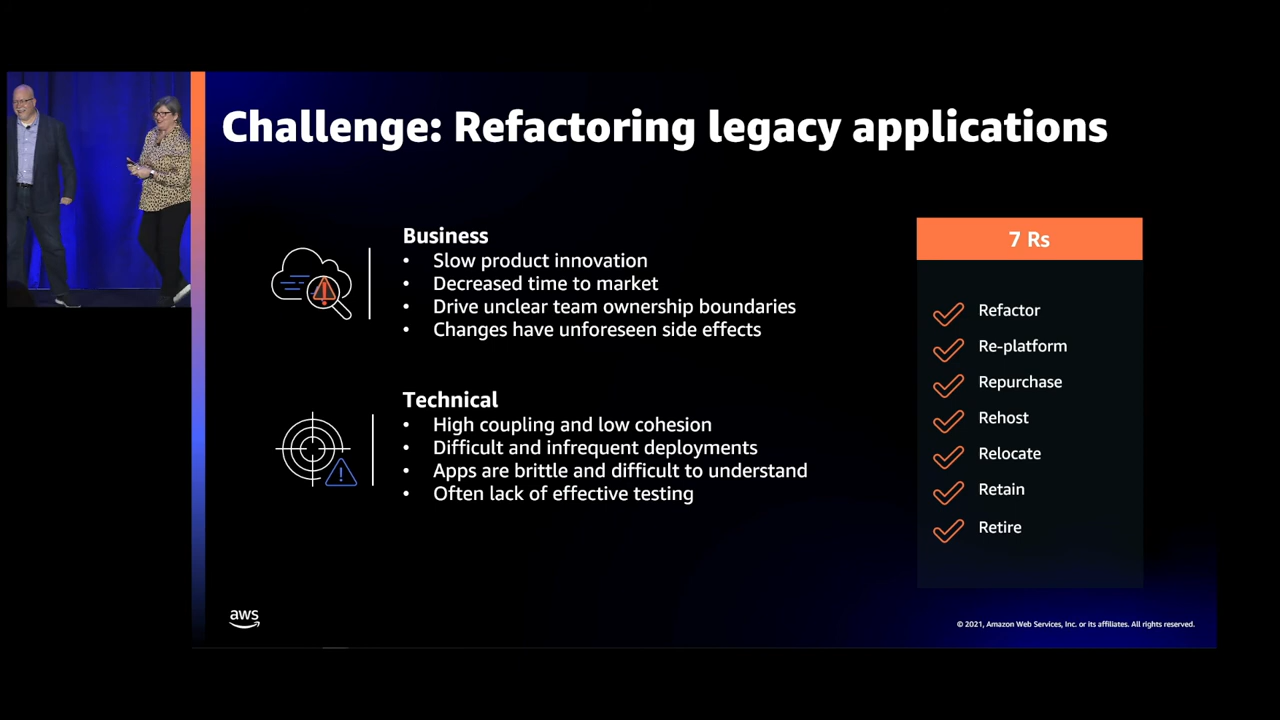 Challenge: Refactoring legacy applications
Business
• Slow product innovation
• Decreased time to market
• Drive unclear team ownership boundaries
• Changes have unforeseen side effects
Technical
• High coupling and low cohesion
• Difficult and infrequent deployments
• Apps are brittle and difficult to understand
• Often lack of effective testing
7 Rs
Refactor
Re-platform
Repurchase
Rehost
Relocate
Retain
Retire
aws
© 2021, Amazon Web Services, Inc. or its affiliates. All rights reserved.